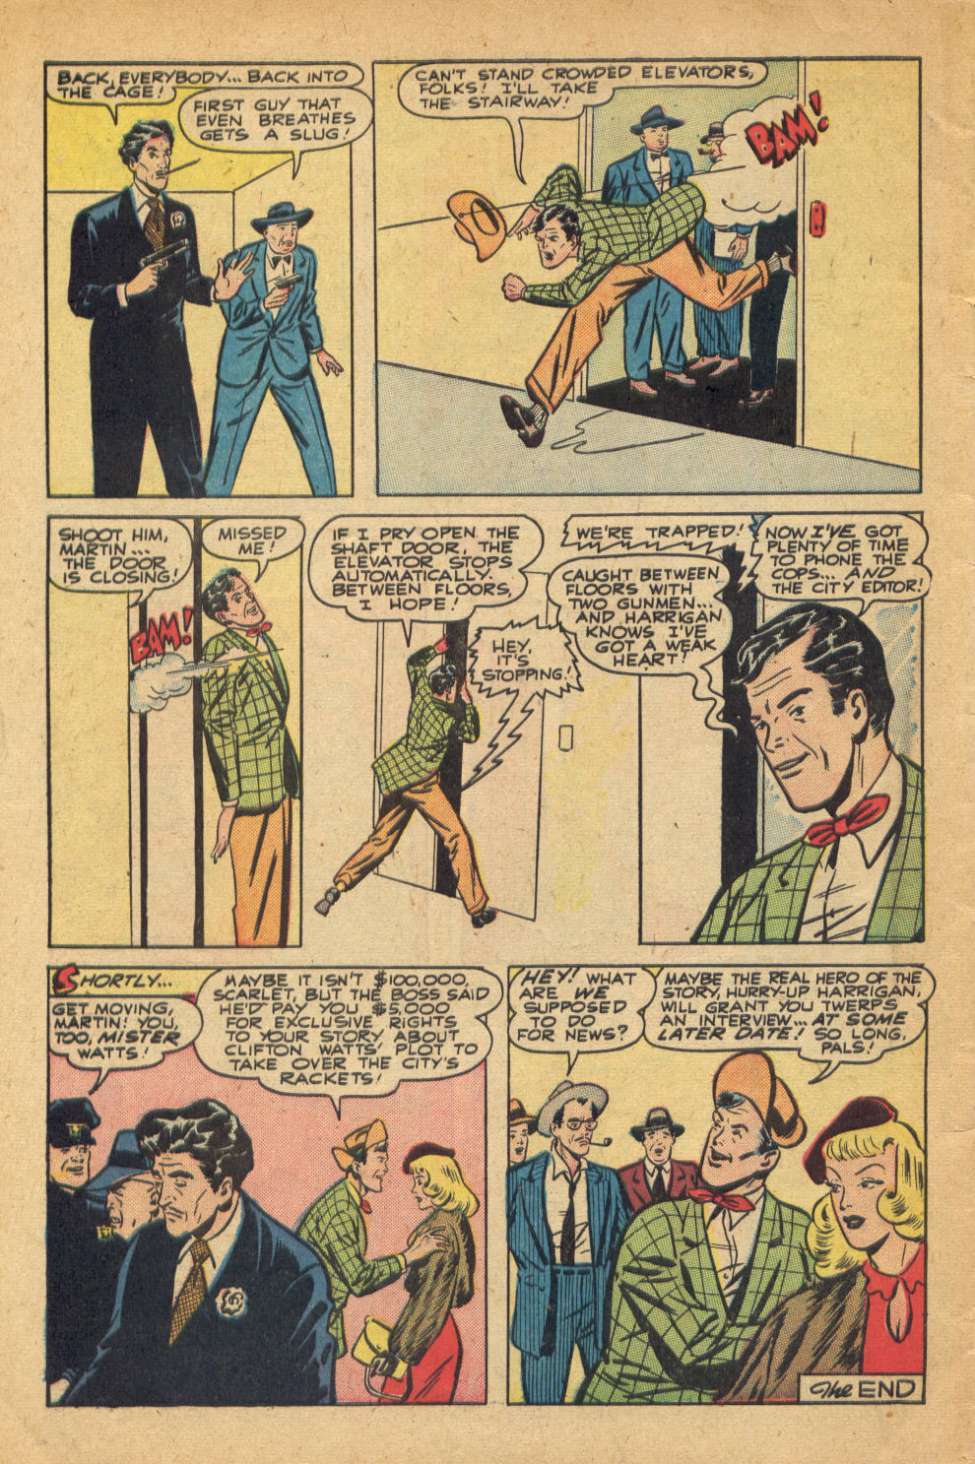 BACK, EVERYBODY... BACK INTO
THE CAGE!
FIRST GUY THAT
EVEN BREATHES
GETS A SLUG!
CAN'T STAND CROWDED ELEVATORS,
FOLKS! I'LL TAKE
THE STAIRWAY!
BAM!
SHOOT HIM,
MARTIN...
THE DOOR
IS CLOSING!
MISSED
ME!
BAM!
IF I PRY OPEN THE
SHAFT DOOR, THE
ELEVATOR STOPS
AUTOMATICALLY.
BETWEEN FLOORS,
I HOPE!
HEY,
IT'S
STOPPING!
WE'RE TRAPPED!
CAUGHT BETWEEN
FLOORS WITH
TWO GUNMEN...
AND HARRIGAN
KNOWS I'VE
GOT A WEAK
HEART!
NOW I'VE GOT
PLENTY OF TIME
TO PHONE THE
COPS... AND
THE CITY EDITOR!
SHORTLY...
GET MOVING,
MARTIN! YOU,
TOO, MISTER
WATTS!
MAYBE IT ISN'T $100,000,
SCARLET, BUT THE BOSS SAID
HE'D PAY YOU $5,000
FOR EXCLUSIVE RIGHTS
TO YOUR STORY ABOUT
CLIFTON WATTS' PLOT TO
TAKE OVER THE CITY'S
RACKETS!
HEY! WHAT
ARE WE
SUPPOSED
TO DO
FOR NEWS?
MAYBE THE REAL HERO OF THE
STORY, HURRY-UP HARRIGAN,
WILL GRANT YOU TWERPS
AN INTERVIEW... AT SOME
LATER DATE! SO LONG,
PALS!
The END